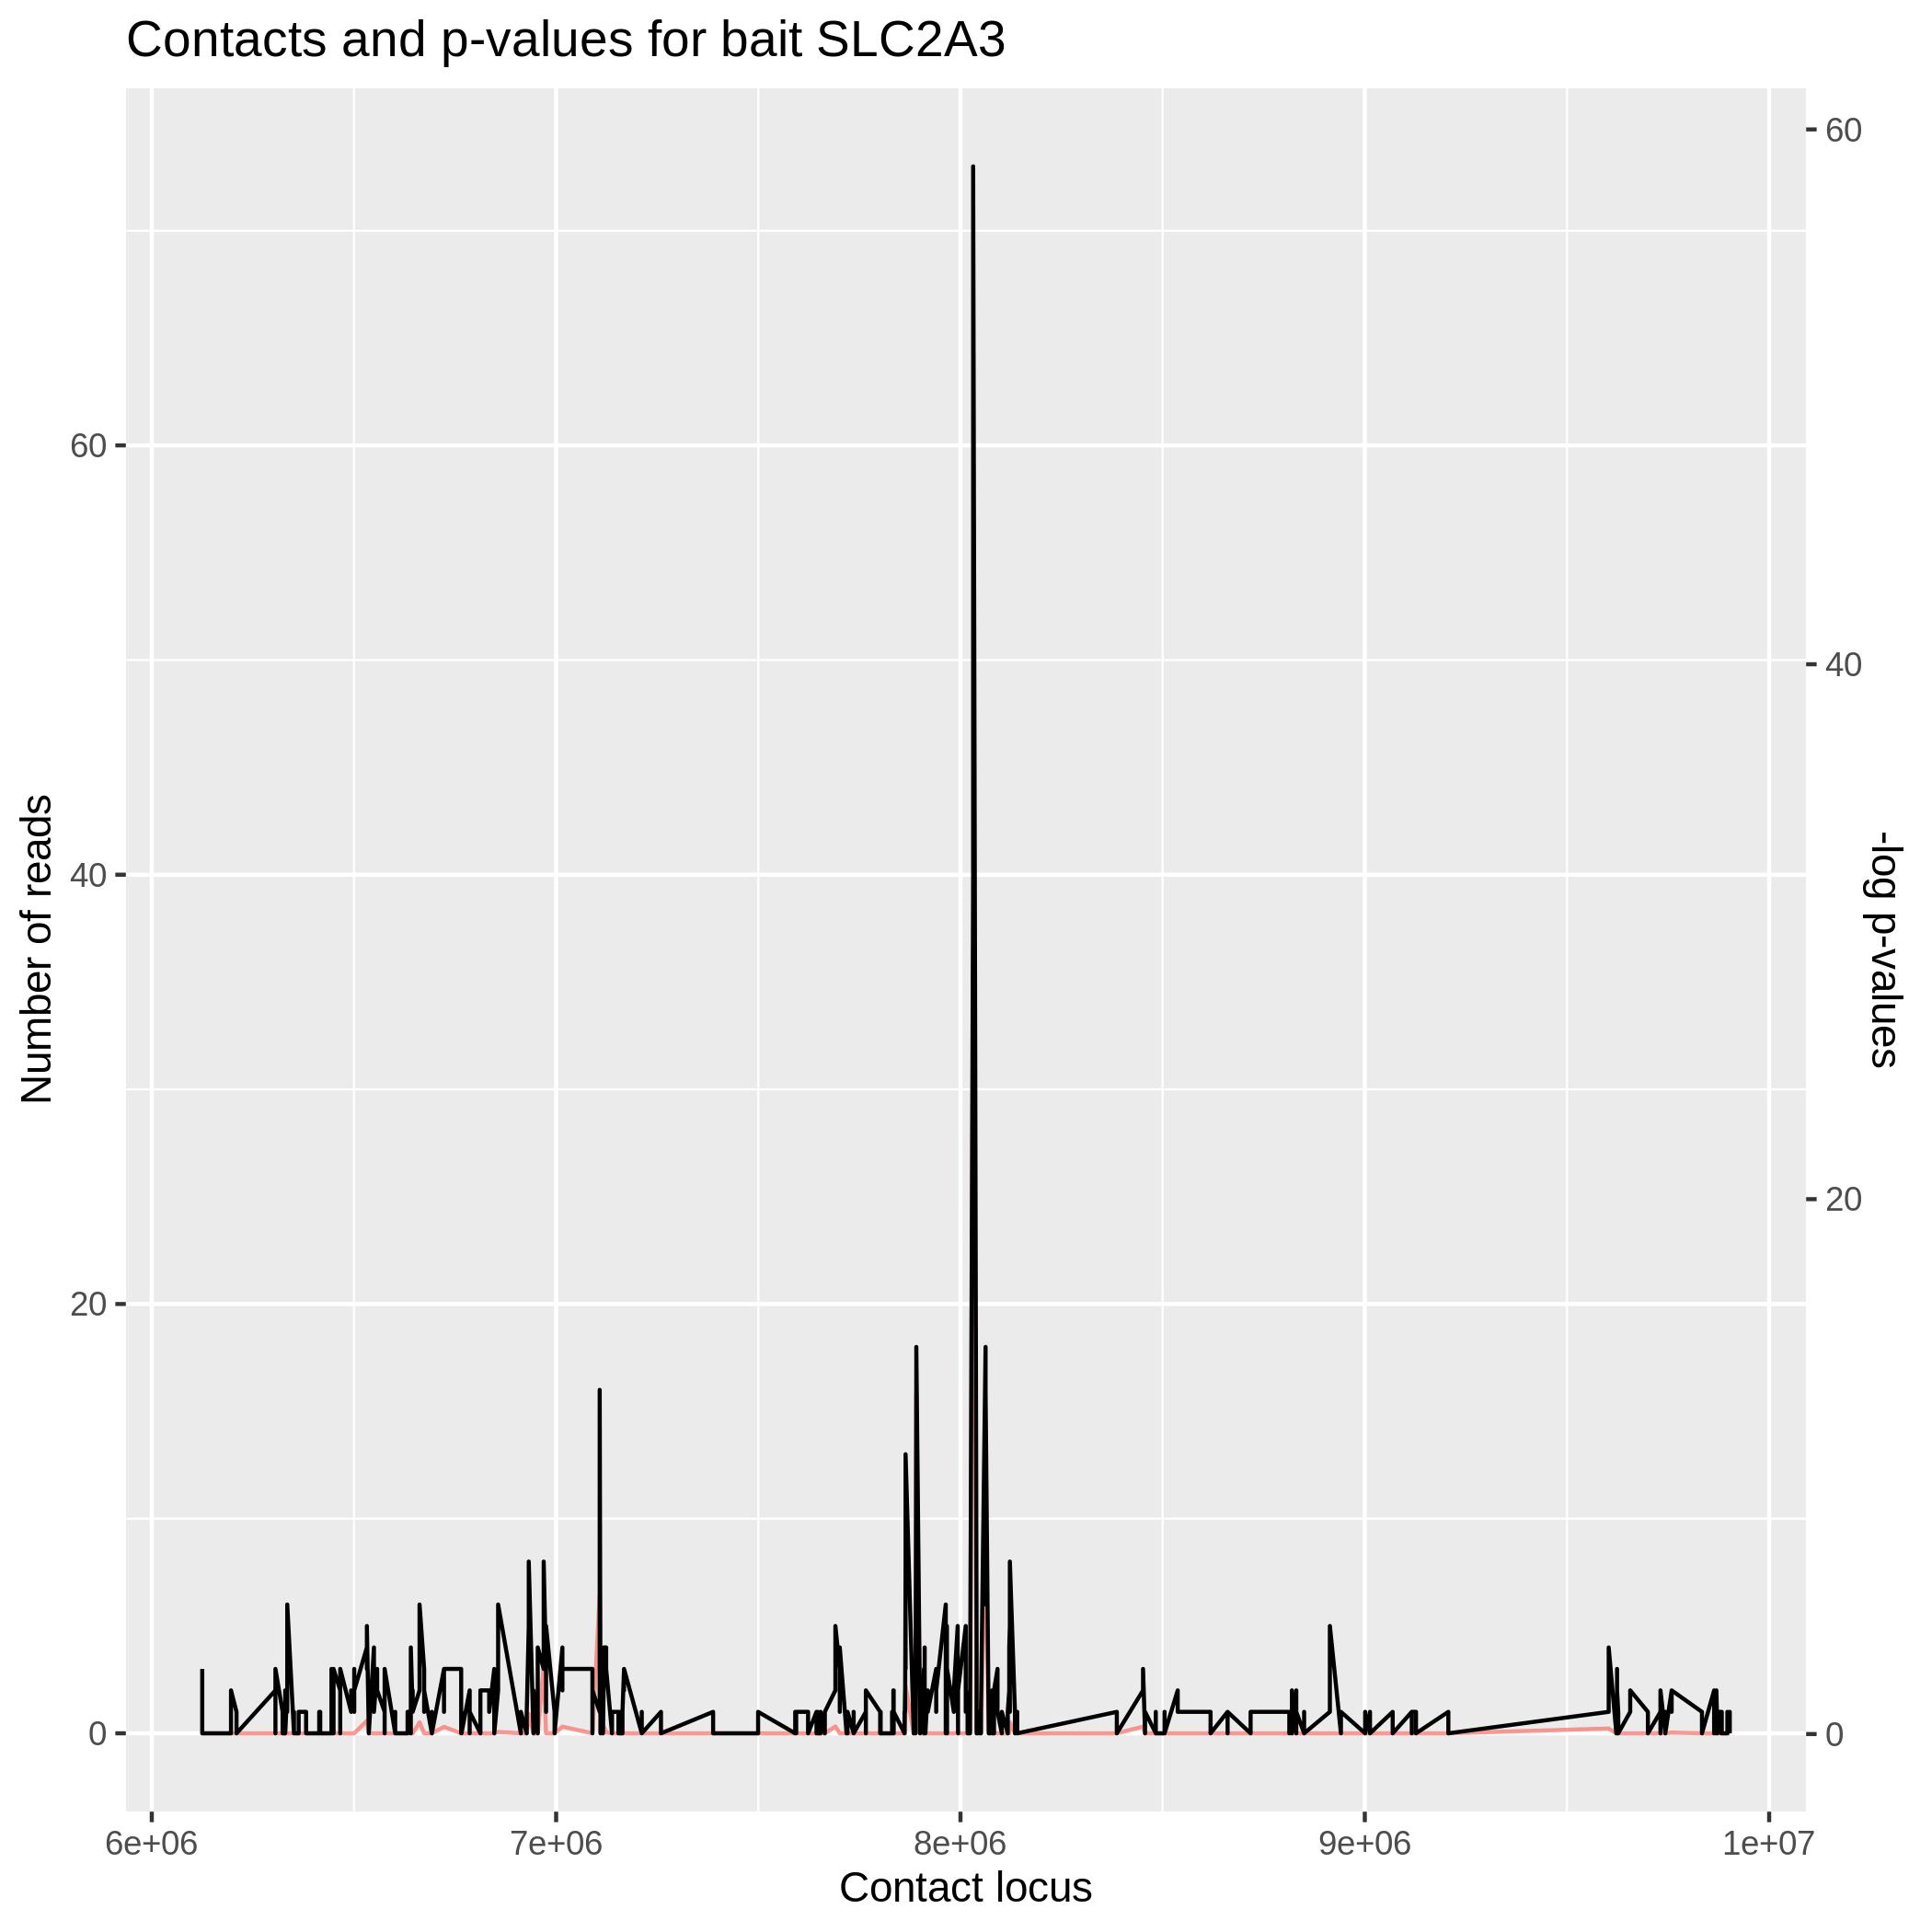 Contacts and p-values for bait SLC2A3
60
40
20
0
Number of reads
60
40
20
0
-log p-values
6e+06
7e+06
8e+06
9e+06
1e+07
Contact locus